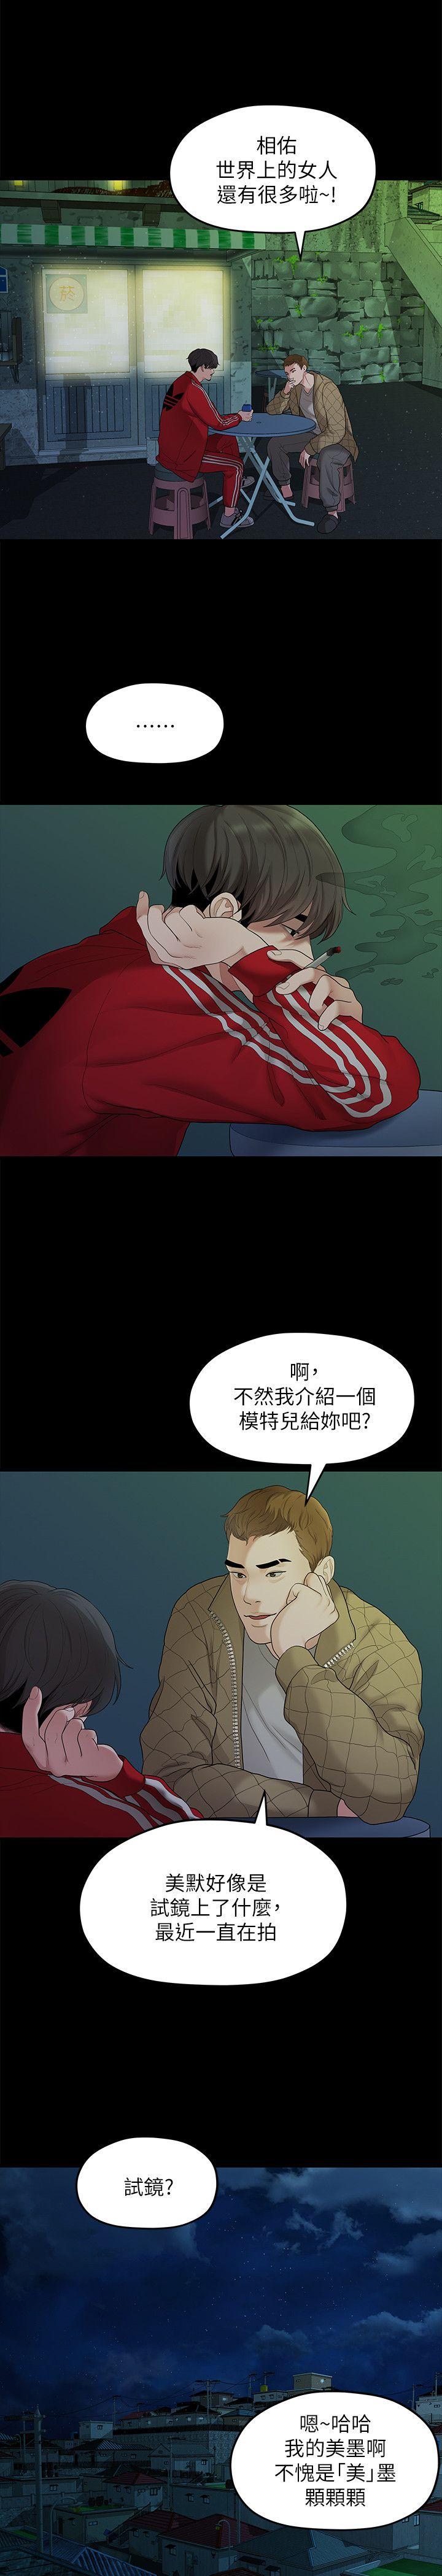 相佑
世界上的女人
還有很多啦~!
菸
……
啊，
不然我介紹一個
模特兒給妳吧?
美默好像是
試鏡上了什麼，
最近一直在拍
試鏡?
嗯~哈哈
我的美墨啊
不愧是「美」墨
顆顆顆